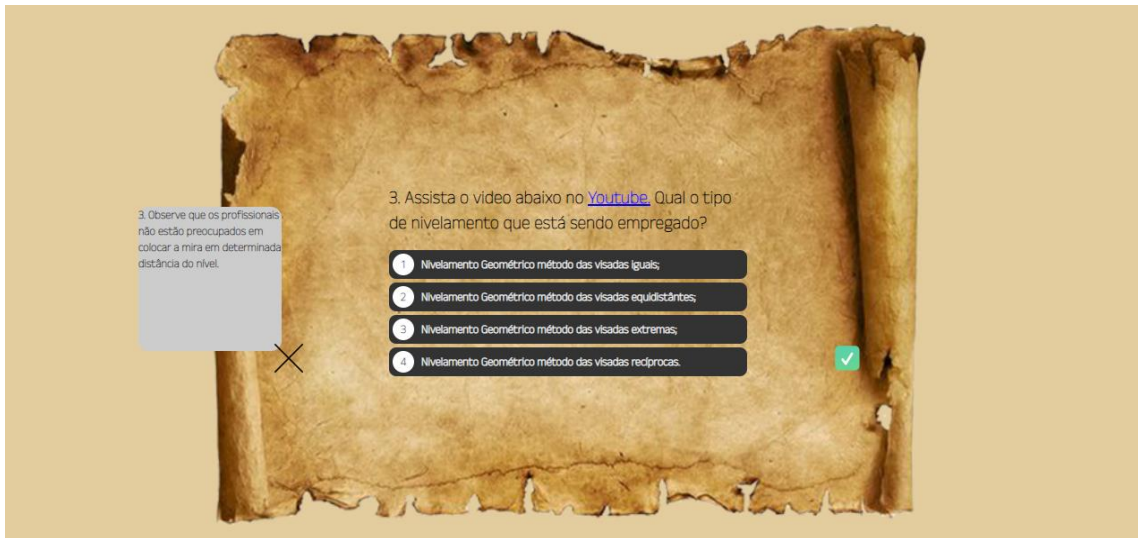 3. Observe que os profissionais
não estão preocupados em
colocar a mira em determinada
distância do nível.
3. Assista o video abaixo no Youtube. Qual o tipo
de nivelamento que está sendo empregado?
1 Nivelamento Geométrico método das visadas iguais;
2 Nivelamento Geométrico método das visadas equidistântes;
3 Nivelamento Geométrico método das visadas extremas;
4 Nivelamento Geométrico método das visadas recíprocas.